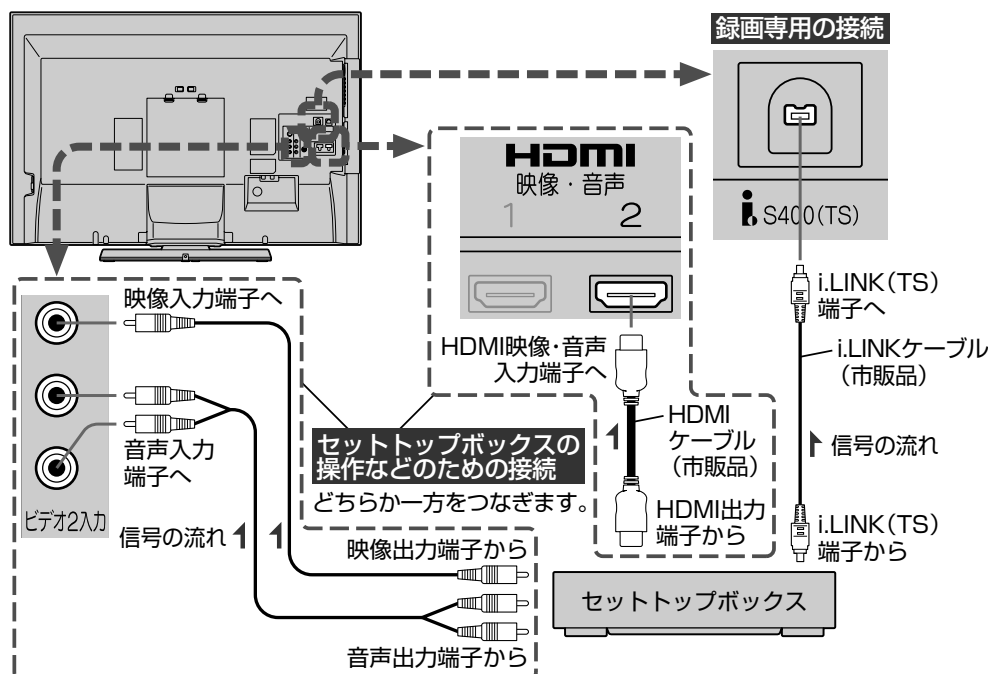 録画専用の接続
HDMI
映像・音声
1 2
i S400(TS)
映像入力端子へ
音声入力
端子へ
ビデオ2入力
信号の流れ
HDMI映像・音声
入力端子へ
HDMI
ケーブル
(市販品)
HDMI出力
端子から
セットトップボックスの
操作などのための接続
どちらか一方をつなぎます。
映像出力端子から
音声出力端子から
i.LINK(TS)
端子へ
i.LINKケーブル
(市販品)
信号の流れ
i.LINK(TS)
端子から
セットトップボックス